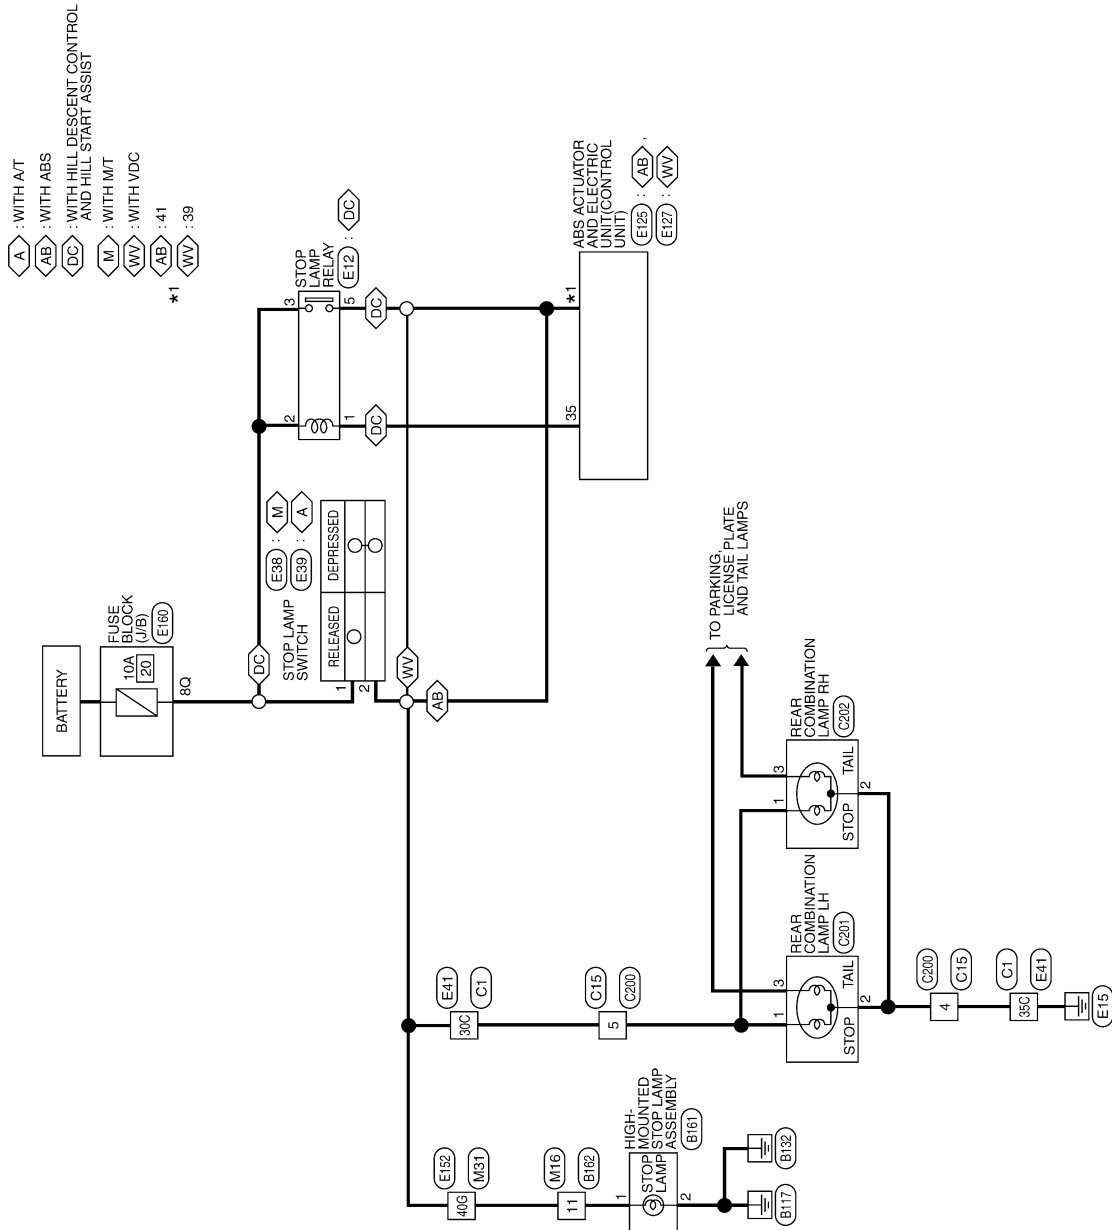 A : WITH A/T
AB : WITH ABS
DC : WITH HILL DESCENT CONTROL
AND HILL START ASSIST
M : WITH M/T
WV : WITH VDC
*1 AB : 41
WV : 39
BATTERY
FUSE
BLOCK
(J/B)
E160
10A
20
8Q
DC
STOP LAMP
SWITCH
E38 : M
E39 : A
RELEASED
DEPRESSED
1
2
STOP
LAMP
RELAY
E12 : DC
2
3
1
5
DC
DC
WV
AB
35
*1
ABS ACTUATOR
AND ELECTRIC
UNIT(CONTROL
UNIT)
E125 : AB ,
E127 : WV
TO PARKING,
LICENSE PLATE
AND TAIL LAMPS
E152
40G
M31
M16
11
B162
HIGH-
MOUNTED
STOP LAMP
ASSEMBLY
B161
1
STOP
LAMP
2
B117
B132
E41
30C
C1
C15
5
C200
REAR
COMBINATION
LAMP LH
C201
1
3
STOP
TAIL
2
REAR
COMBINATION
LAMP RH
C202
1
3
STOP
TAIL
2
C200
4
C15
C1
35C
E41
E15